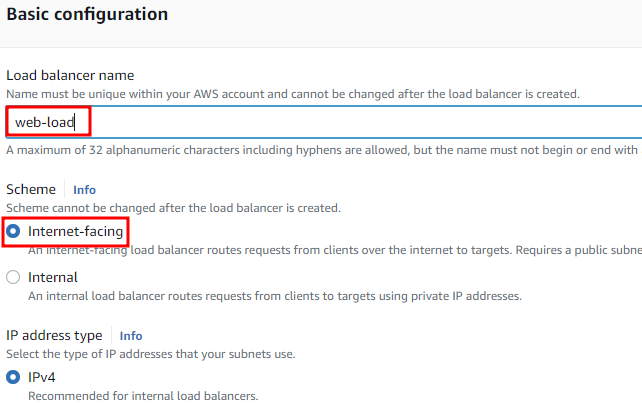 Basic configuration
Load balancer name
Name must be unique within your AWS account and cannot be changed after the load balancer is created.
web-load
A maximum of 32 alphanumeric characters including hyphens are allowed, but the name must not begin or end with
Scheme Info
Scheme cannot be changed after the load balancer is created.
Internet-facing
An internet-facing load balancer routes requests from clients over the internet to targets. Requires a public subne
Internal
An internal load balancer routes requests from clients to targets using private IP addresses.
IP address type Info
Select the type of IP addresses that your subnets use.
IPv4
Recommended for internal load balancers.